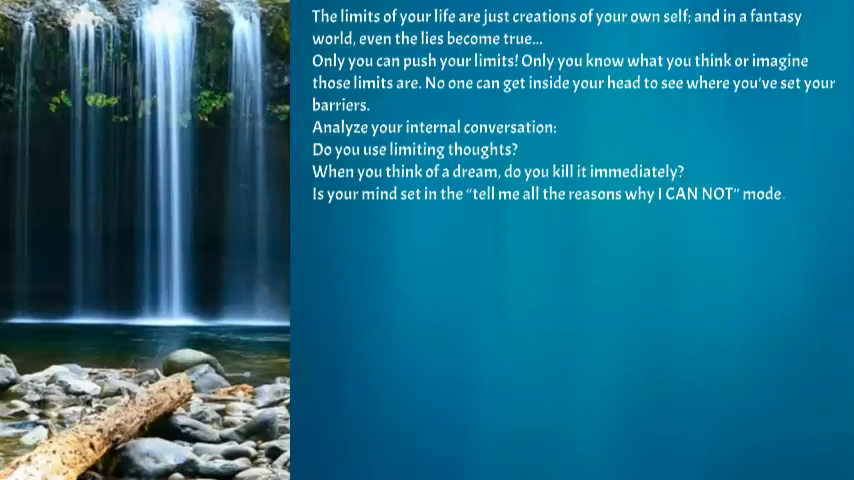 The limits of your life are just creations of your own self; and in a fantasy
world, even the lies become true...
Only you can push your limits! Only you know what you think or imagine
those limits are. No one can get inside your head to see where you've set your
barriers.
Analyze your internal conversation:
Do you use limiting thoughts?
When you think of a dream, do you kill it immediately?
Is your mind set in the “tell me all the reasons why I CAN NOT” mode.